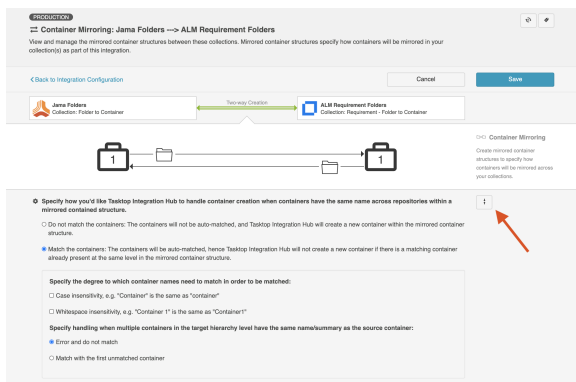 PRODUCTION
Container Mirroring: Jama Folders ---> ALM Requirement Folders
View and manage the mirrored container structures between these collections. Mirrored container structures specify how containers will be mirrored in your
collection(s) as part of this integration.
Back to Integration Configuration
Cancel
Save
Jama Folders
Collection: Folder to Container
Two-way Creation
ALM Requirement Folders
Collection: Requirement - Folder to Container
1
1
Container Mirroring
Create mirrored container
structures to specify how
containers will be mirrored across
your collections.
Specify how you'd like Tasktop Integration Hub to handle container creation when containers have the same name across repositories within a
mirrored contained structure.
Do not match the containers: The containers will not be auto-matched, and Tasktop Integration Hub will create a new container within the mirrored container
structure.
Match the containers: The containers will be auto-matched, hence Tasktop Integration Hub will not create a new container if there is a matching container
already present at the same level in the mirrored container structure.
Specify the degree to which container names need to match in order to be matched:
Case insensitivity, e.g. "Container" is the same as "container"
Whitespace insensitivity, e.g. "Container 1" is the same as "Container1"
Specify handling when multiple containers in the target hierarchy level have the same name/summary as the source container:
Error and do not match
Match with the first unmatched container